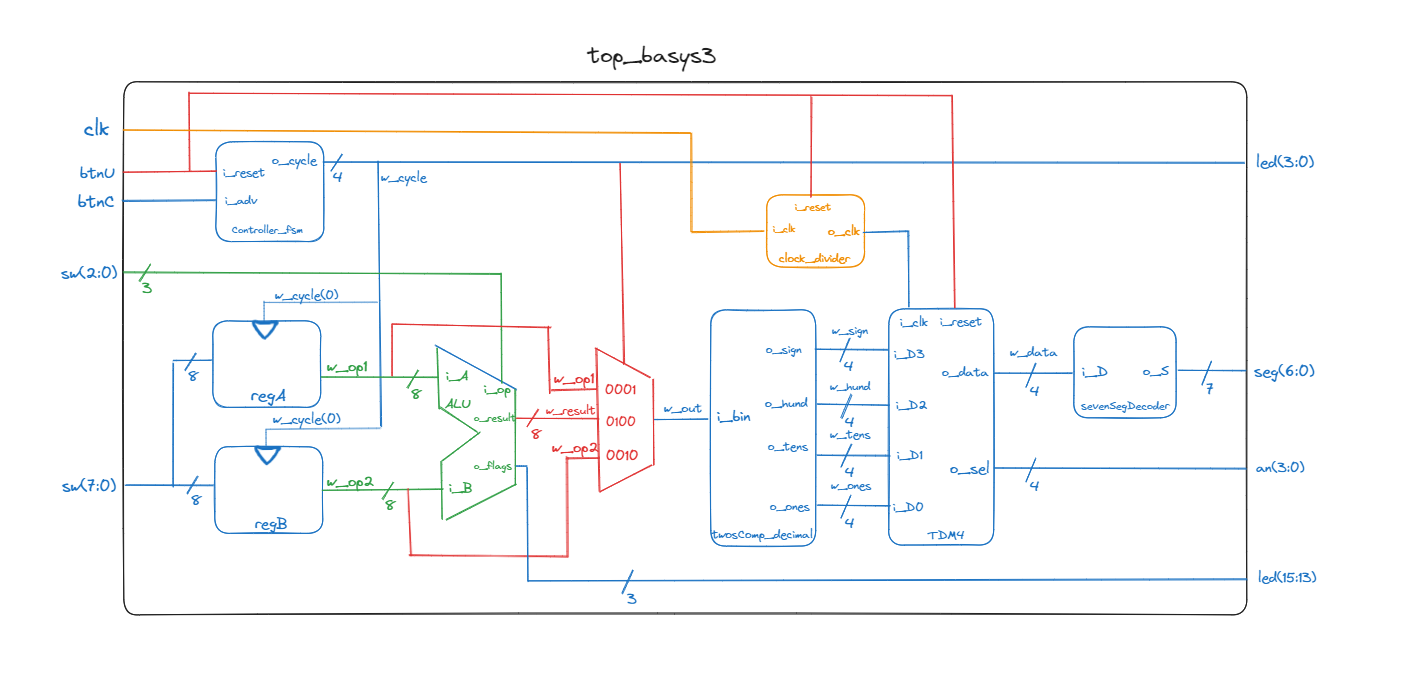 top_basys3
clk
btnU
btnC
i_reset
o_cycle
i_adv
Controller_fsm
4
w_cycle
led(3:0)
i_reset
i_clk
o_clk
clock_divider
sw(2:0)
3
w_cycle(0)
8
regA
w_op1
8
i_A
i_op
ALU
o_result
8
o_flags
i_B
w_cycle(0)
sw(7:0)
8
regB
w_op2
8
w_op1
w_result
w_op2
0001
0100
0010
w_out
i_bin
o_sign
o_hund
o_tens
o_ones
twosComp_decimal
w_sign
4
w_hund
4
w_tens
4
w_ones
4
i_clk
i_reset
i_D3
i_D2
i_D1
i_D0
o_data
o_sel
TDM4
w_data
4
i_D
o_S
sevenSegDecoder
7
seg(6:0)
4
an(3:0)
3
led(15:13)